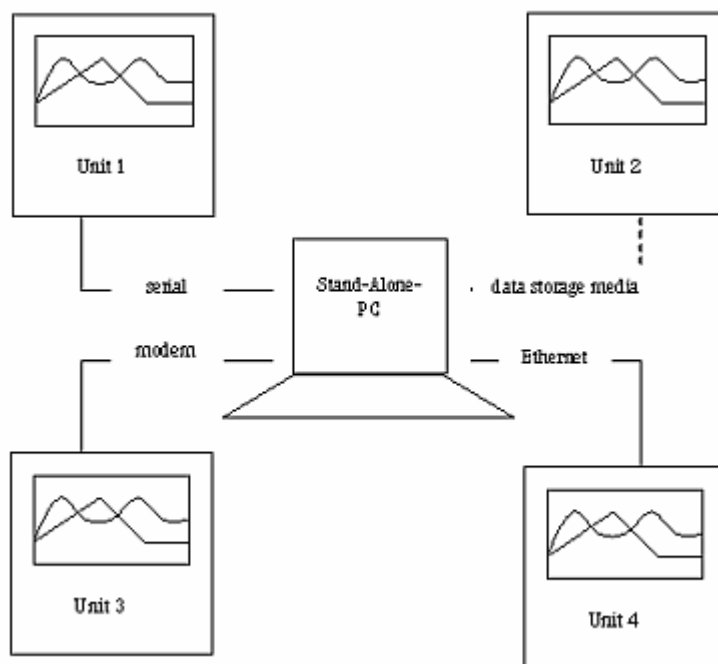 Unit 1
Unit 2
serial
Stand-Alone-
PC
data storage media
modem
Ethernet
Unit 3
Unit 4